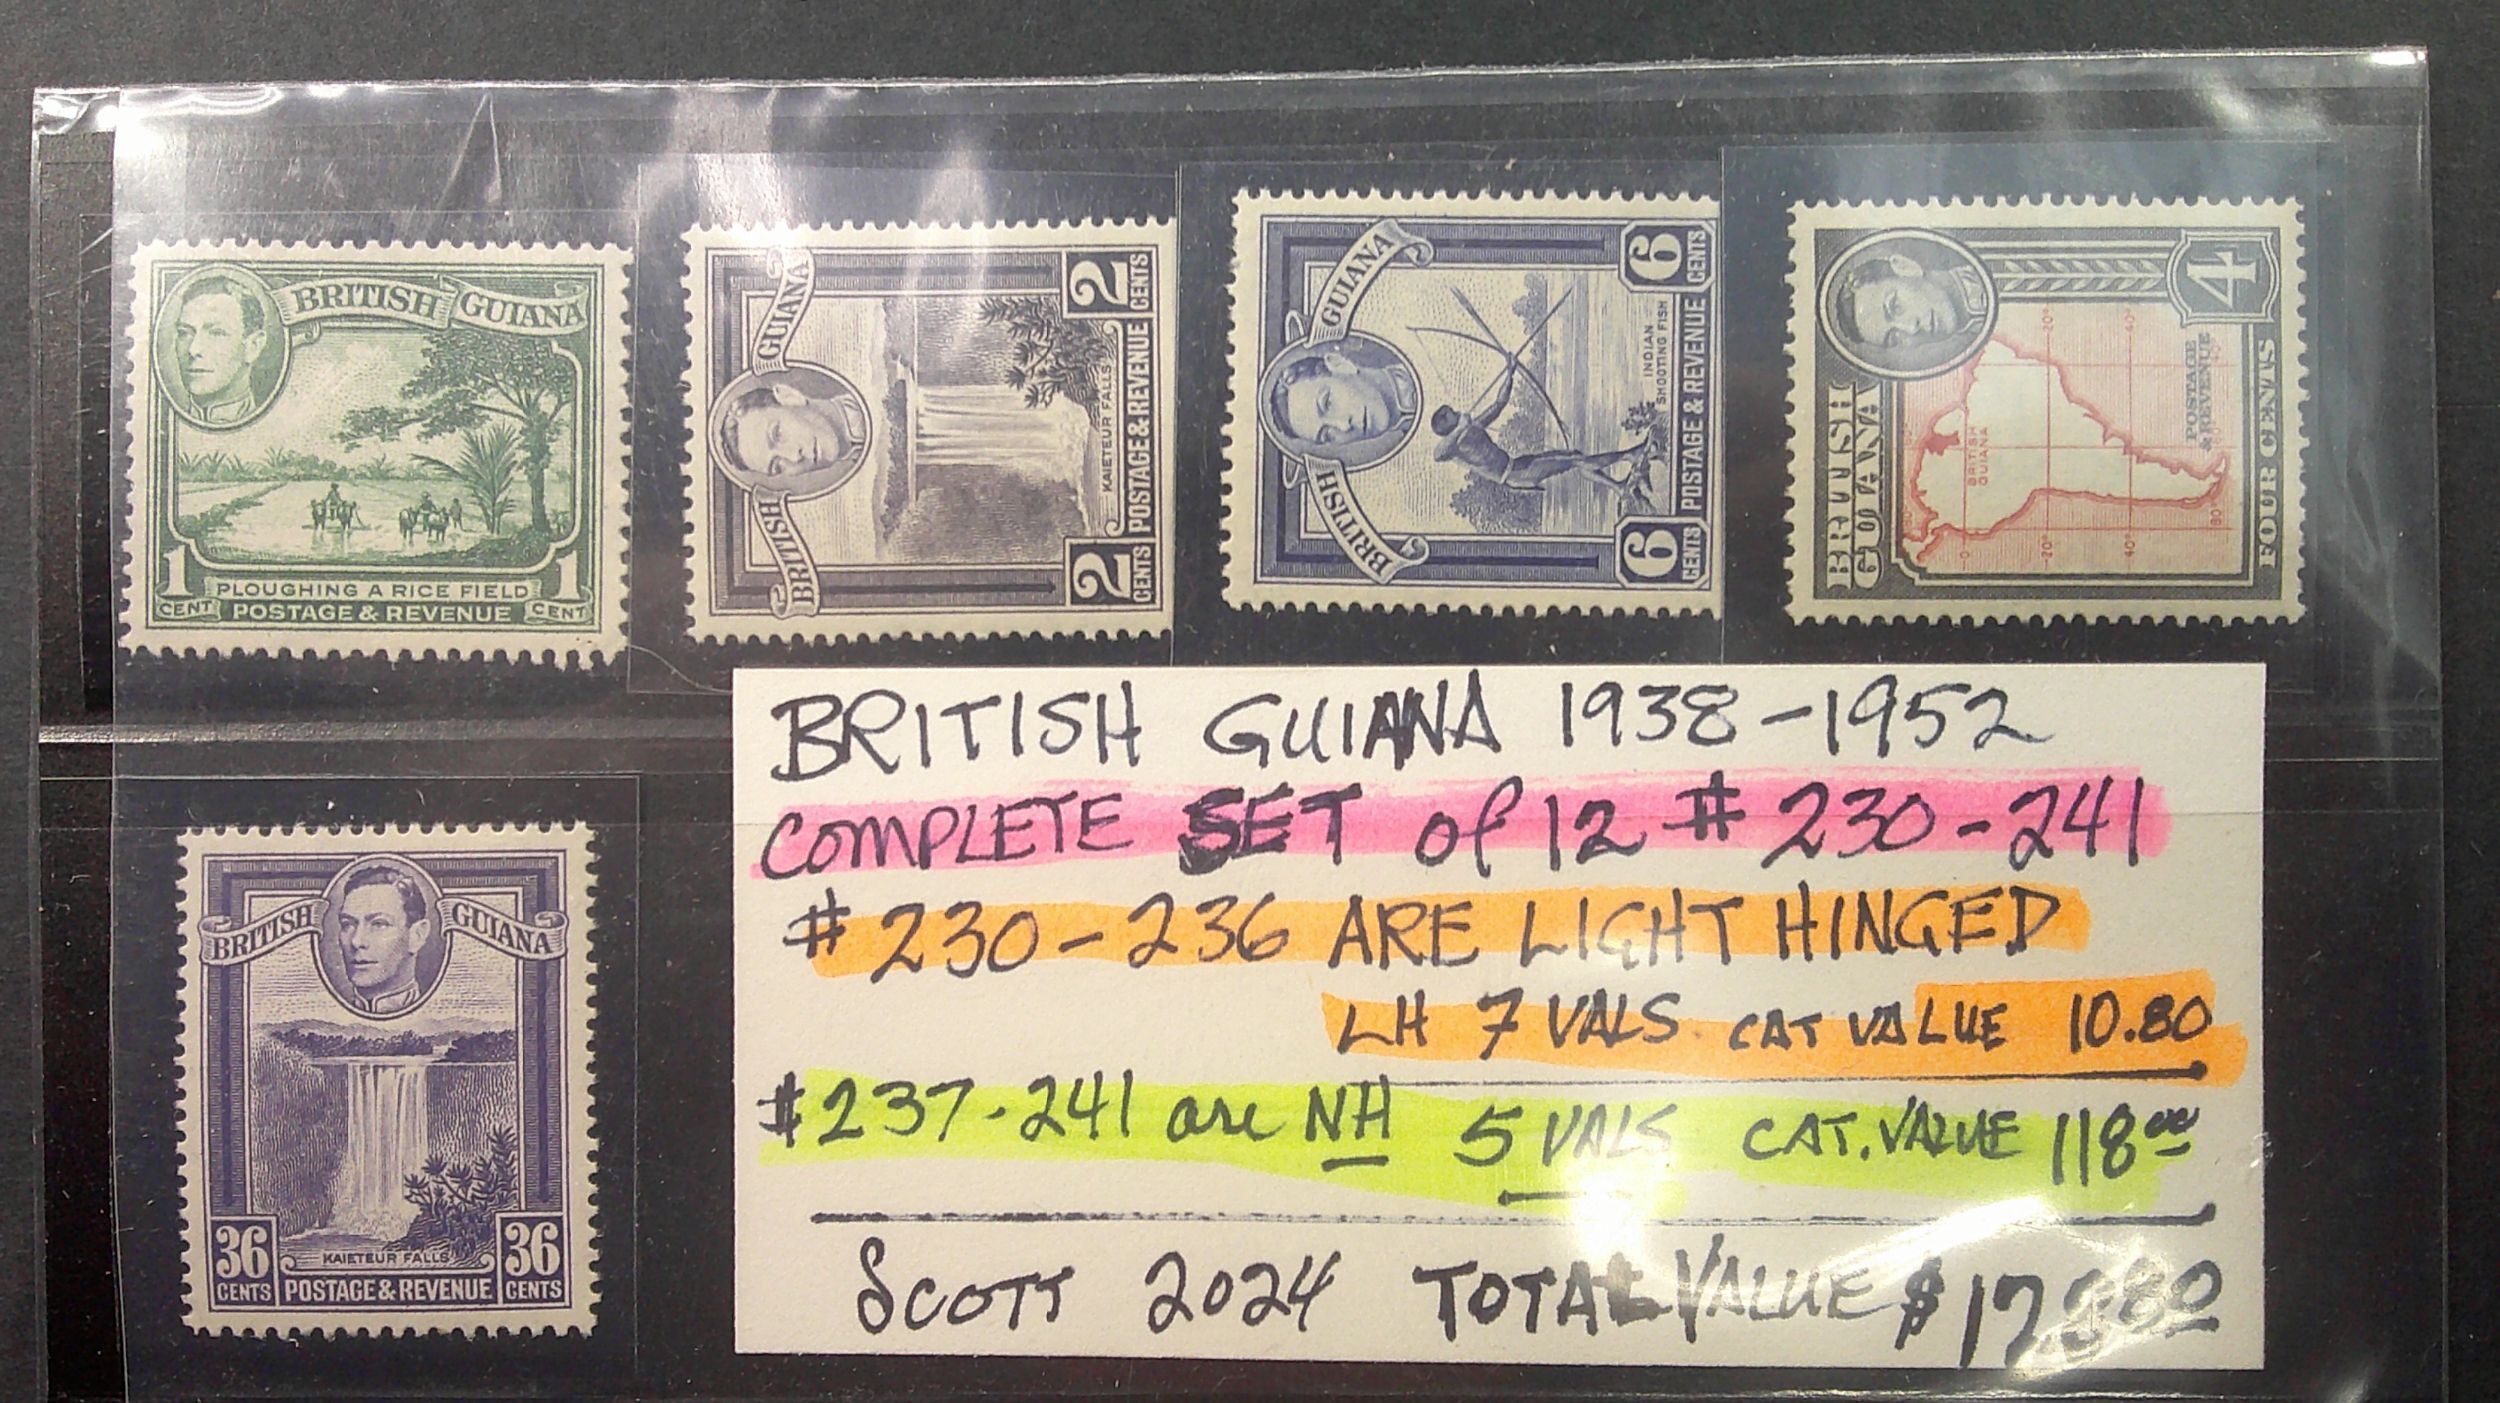 BRITISH GUIANA
1 CENT PLOUGHING A RICE FIELD 1 CENT
POSTAGE & REVENUE
BRITISH GUIANA
KAIETEUR FALLS
2 CENTS POSTAGE & REVENUE 2 CENTS
BRITISH GUIANA
INDIAN
SHOOTING FISH
6 CENTS POSTAGE & REVENUE 6 CENTS
BRITISH
GUIANA
4
BRITISH
GUIANA
POSTAGE
& REVENUE
FOUR CENTS
BRITISH GUIANA
KAIETEUR FALLS
36 CENTS POSTAGE & REVENUE 36 CENTS
BRITISH GUIANA 1938-1952
COMPLETE SET of 12 # 230-241
# 230-236 ARE LIGHT HINGED
LH 7 VALS. CAT VALUE 10.80
#237-241 are NH 5 VALS CAT. VALUE 118.00
SCOTT 2024 TOTAL VALUE $128.80